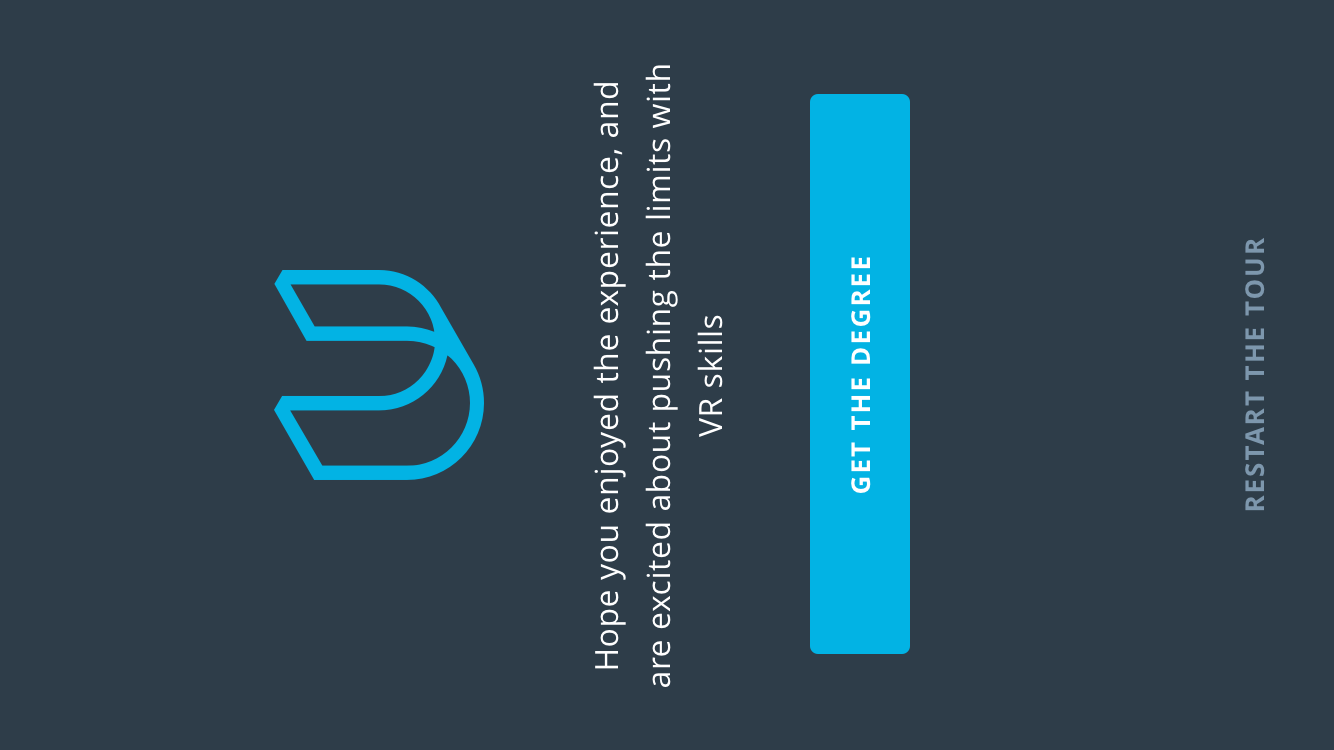 Hope you enjoyed the experience, and
are excited about pushing the limits with
VR skills
GET THE DEGREE
RESTART THE TOUR